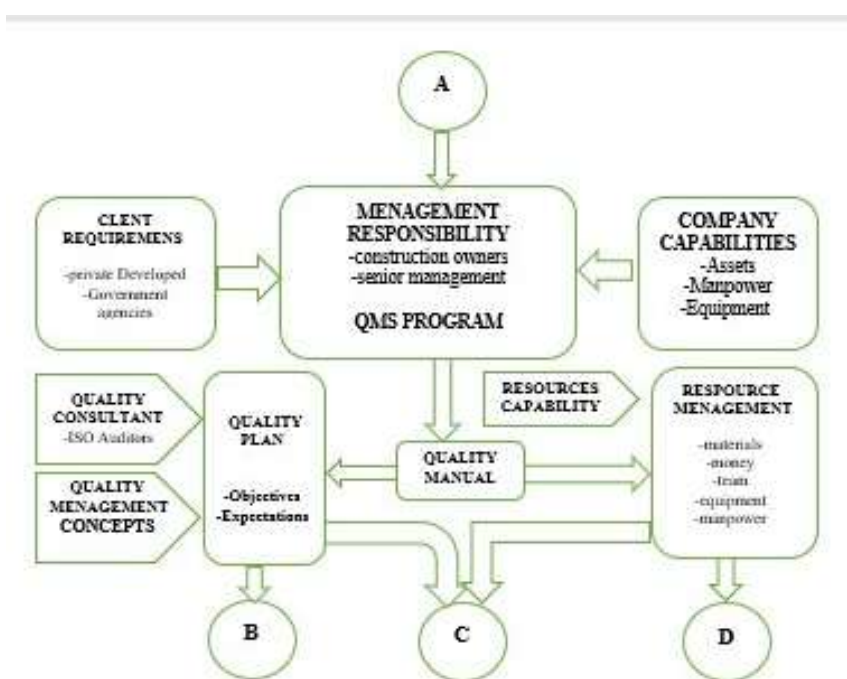 A
CLENT
REQUIREMENS
-private Developed
-Government
agencies
MENAGEMENT
RESPONSIBILITY
-construction owners
-senior management
QMS PROGRAM
COMPANY
CAPABILITIES
-Assets
-Manpower
-Equipment
QUALITY
CONSULTANT
-ISO Auditors
QUALITY
MENAGEMENT
CONCEPTS
QUALITY
PLAN
-Objectives
-Expectations
QUALITY
MANUAL
RESOURCES
CAPABILITY
RESPOURCE
MENAGEMENT
-materials
-money
-team
-equipment
-manpower
B
C
D